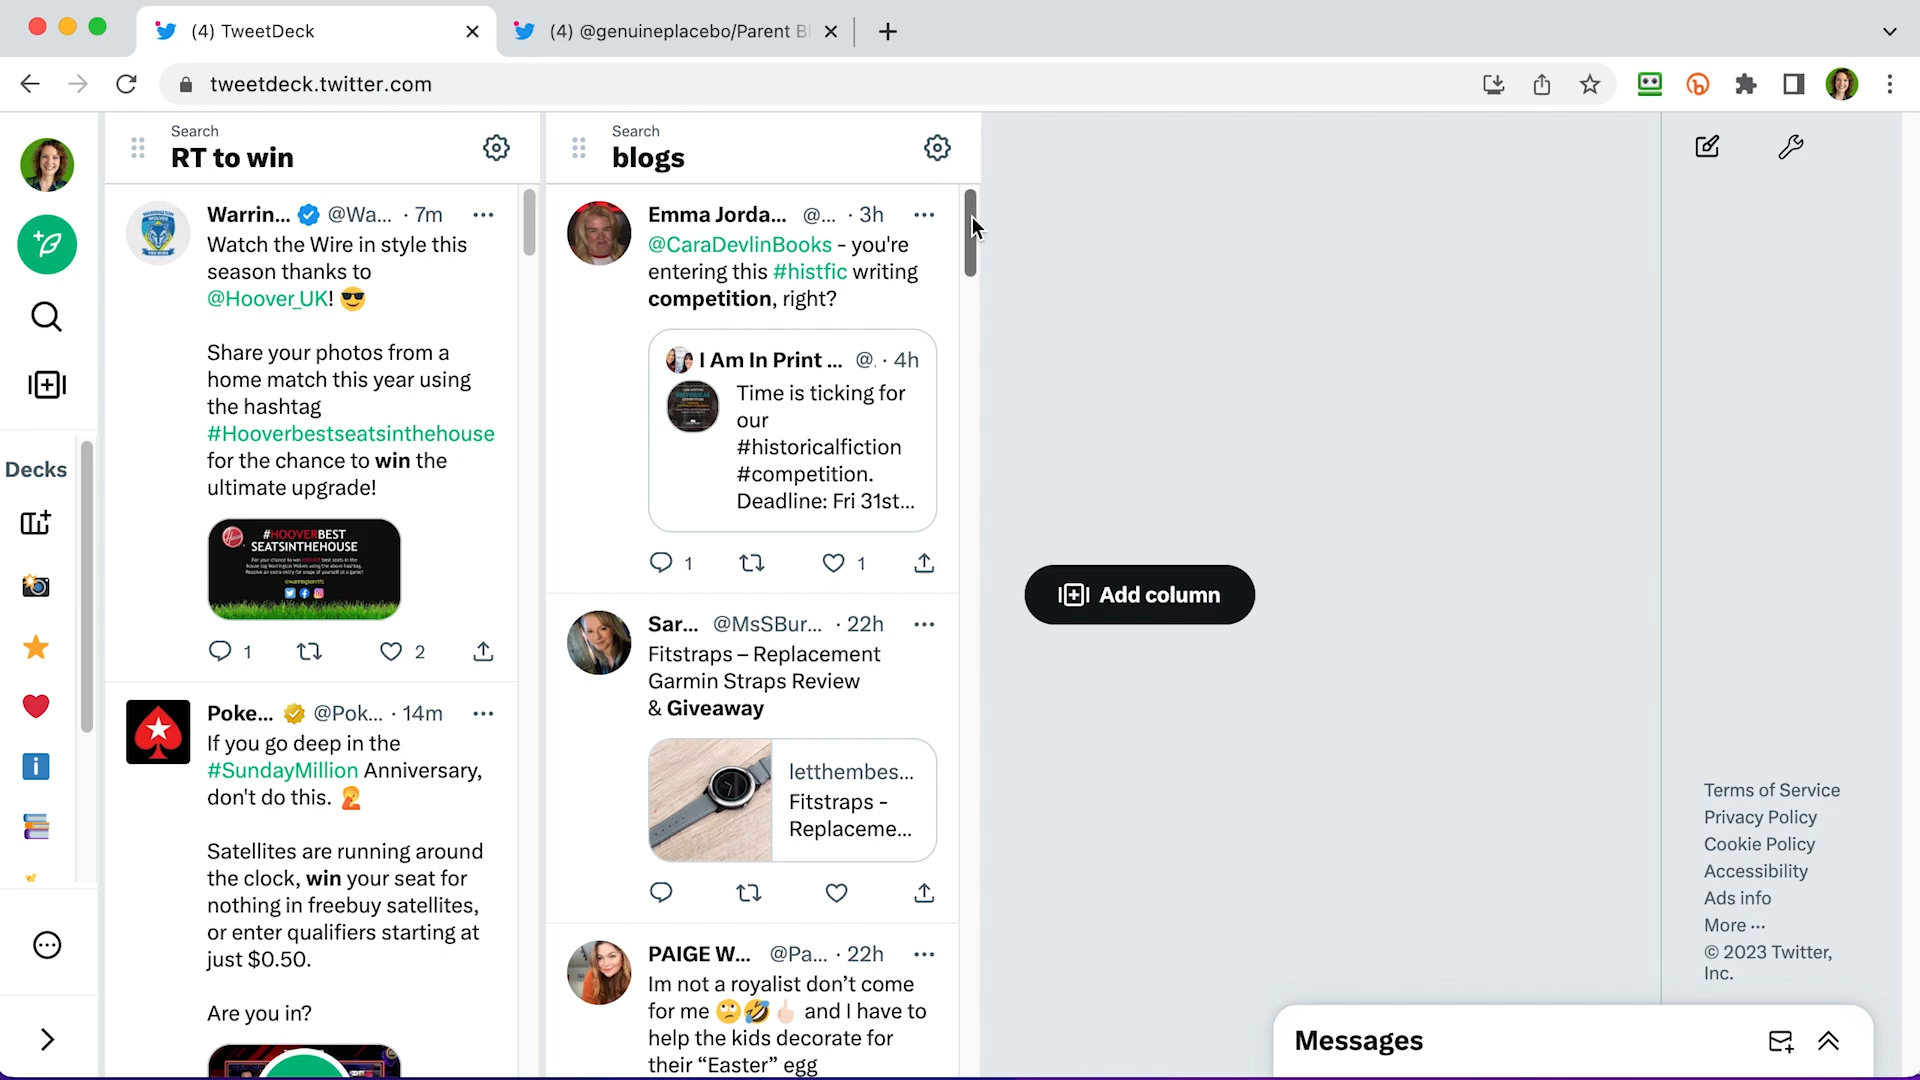 (4) TweetDeck
(4) @genuineplacebo/Parent Bl
tweetdeck.twitter.com
Decks
Search
RT to win
Warrin... @Wa... · 7m
Watch the Wire in style this
season thanks to
@Hoover_UK! 😎
Share your photos from a
home match this year using
the hashtag
#Hooverbestseatsinthehouse
for the chance to win the
ultimate upgrade!
#HOOVERBEST
SEATSINTHEHOUSE
1 2
Poke... @Pok... · 14m
If you go deep in the
#SundayMillion Anniversary,
don't do this. 🤦
Satellites are running around
the clock, win your seat for
nothing in freebuy satellites,
or enter qualifiers starting at
just $0.50.
Are you in?
Search
blogs
Emma Jorda... @... · 3h
@CaraDevlinBooks - you're
entering this #histfic writing
competition, right?
I Am In Print ... @. · 4h
Time is ticking for
our
#historicalfiction
#competition.
Deadline: Fri 31st...
1 1
Sar... @MsSBur... · 22h
Fitstraps – Replacement
Garmin Straps Review
& Giveaway
letthembes...
Fitstraps -
Replaceme...
PAIGE W... @Pa... · 22h
Im not a royalist don’t come
for me 🙄🤣🖕🏻 and I have to
help the kids decorate for
their “Easter” egg
Add column
Terms of Service
Privacy Policy
Cookie Policy
Accessibility
Ads info
More ···
© 2023 Twitter,
Inc.
Messages